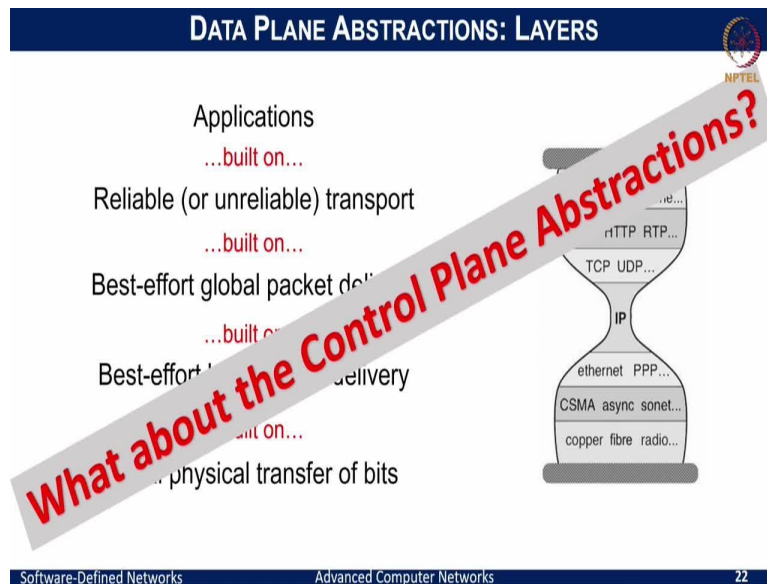 DATA PLANE ABSTRACTIONS: LAYERS
NPTEL
Applications
...built on...
Reliable (or unreliable) transport
...built on...
Best-effort global packet
...built
Best-effort delivery
on...
physical transfer of bits
What about the Control Plane Abstractions?
HTTP RTP...
TCP UDP...
IP
ethernet PPP...
CSMA async sonet...
copper fibre radio...
Software-Defined Networks Advanced Computer Networks 22